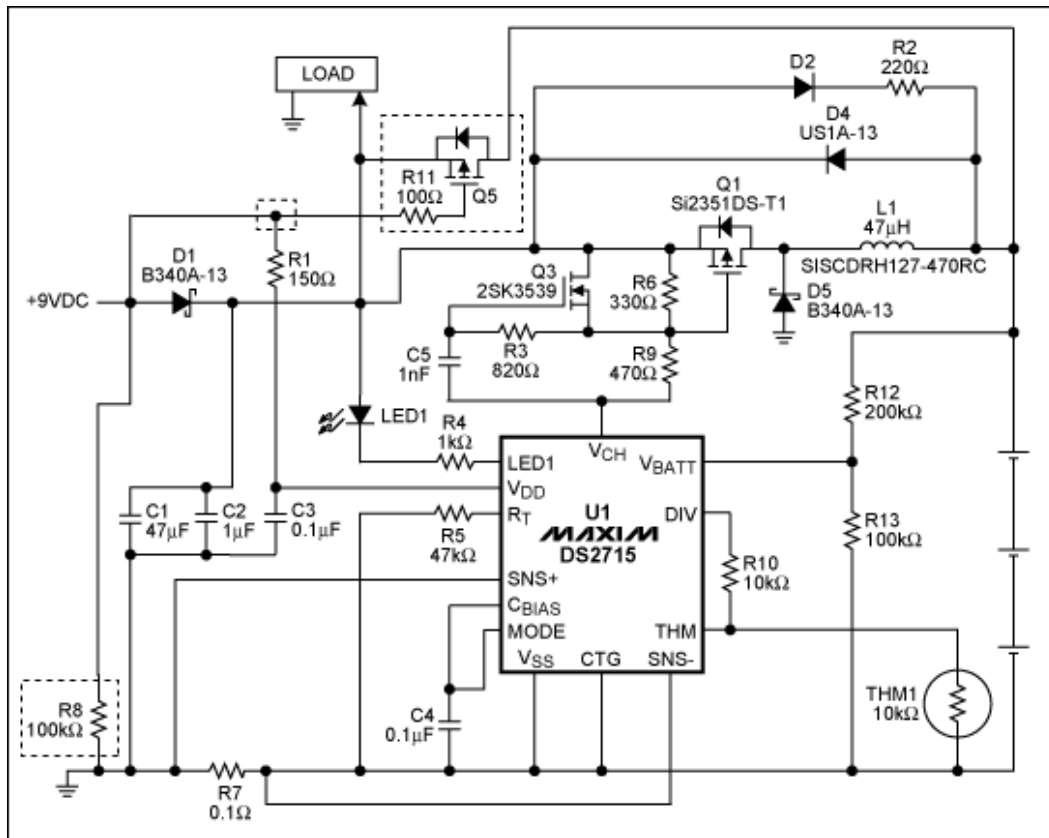 LOAD
D2
R2
220Ω
D4
US1A-13
R11
100Ω
Q5
Q1
Si2351DS-T1
L1
47μH
SISCDRH127-470RC
D1
B340A-13
R1
150Ω
+9VDC
Q3
2SK3539
R6
330Ω
D5
B340A-13
C5
1nF
R3
820Ω
R9
470Ω
R12
200kΩ
LED1
R4
1kΩ
LED1
VCH
VBATT
VDD
C1
47μF
C2
1μF
C3
0.1μF
RT
R5
47kΩ
U1
MAXIM
DS2715
DIV
R13
100kΩ
R10
10kΩ
SNS+
CBIAS
MODE
THM
VSS
CTG
SNS-
R8
100kΩ
C4
0.1μF
THM1
10kΩ
R7
0.1Ω